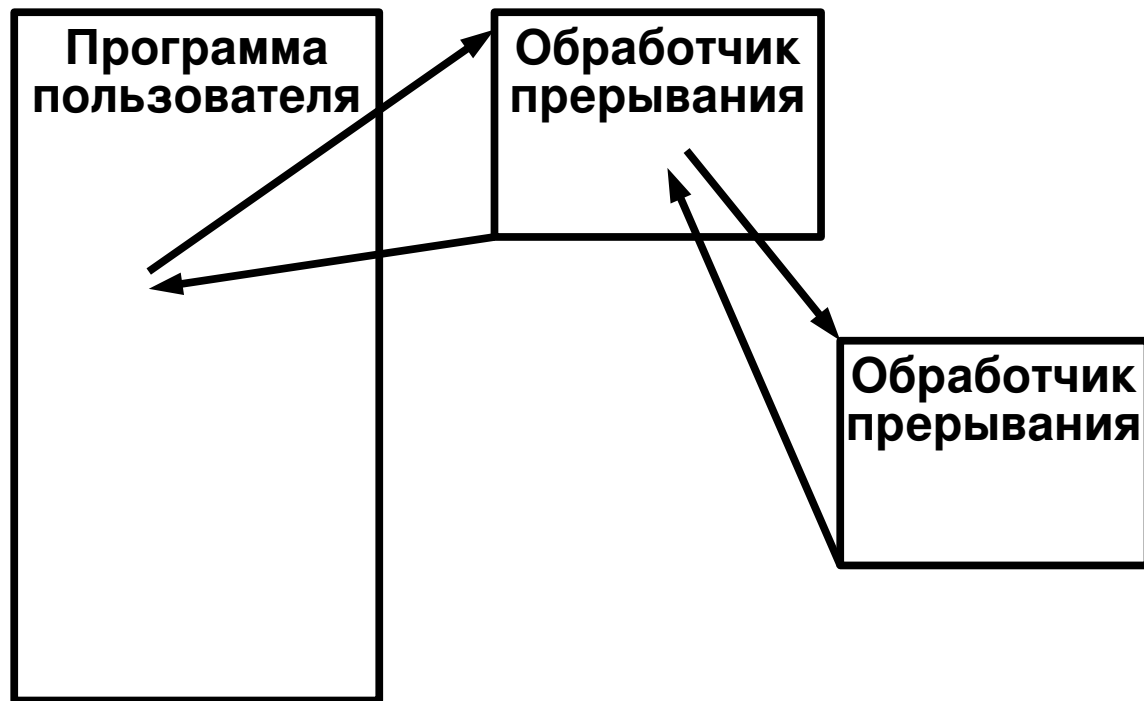 Программа
пользователя
Обработчик
прерывания
Обработчик
прерывания